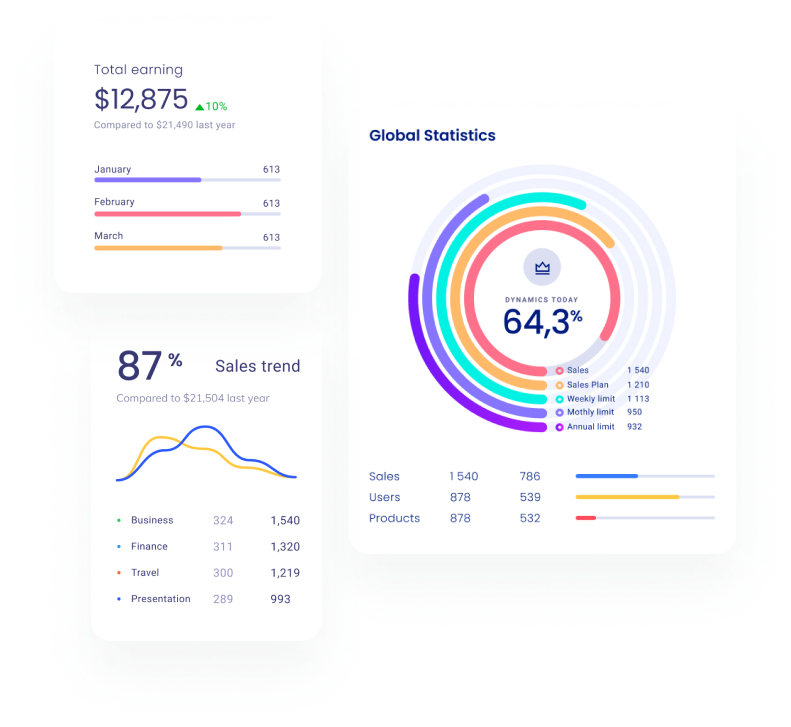 Total earning
$12,875 ▲10%
Compared to $21,490 last year
January 613
February 613
March 613
87 % Sales trend
Compared to $21,504 last year
Business 324 1,540
Finance 311 1,320
Travel 300 1,219
Presentation 289 993
Global Statistics
DYNAMICS TODAY
64,3%
Sales 1 540
Sales Plan 1 210
Weekly limit 1 113
Mothly limit 950
Annual limit 932
Sales 1 540 786
Users 878 539
Products 878 532